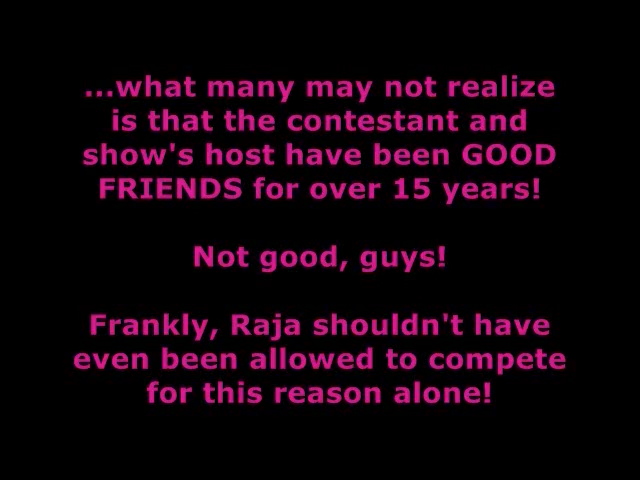 ...what many may not realize
is that the contestant and
show's host have been GOOD
FRIENDS for over 15 years!
Not good, guys!
Frankly, Raja shouldn't have
even been allowed to compete
for this reason alone!